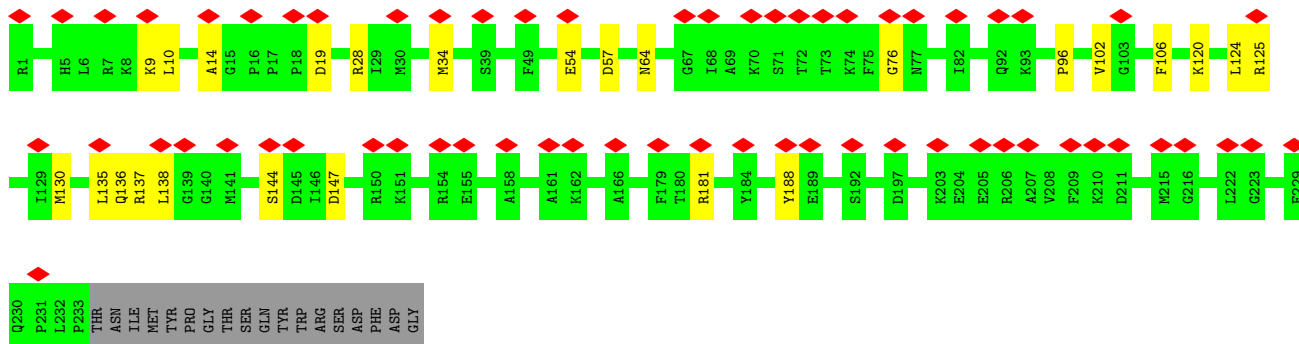 R1 H5 L6 R7 K8 K9 L10 A14 G15 P16 P17 P18 D19 R28 I29 M30 M34 S39 F49 E54 D57 N64 G67 I68 A69 K70 S71 T72 T73 K74 F75 G76 N77 I82 Q92 K93 P96 V102 G103 F106 K120 L124 R125
I129 M130 L135 Q136 R137 L138 G139 G140 M141 S144 D145 I146 D147 R150 K151 R154 E155 A158 A161 K162 A166 F179 T180 R181 Y184 Y188 E189 S192 D197 K203 E204 E205 R206 A207 V208 F209 K210 D211 M215 G216 L222 G223
Q230 P231 L232 P233 THR ASN ILE MET TYR PRO GLY THR SER GLN TYR TRP ARG SER ASP PHE ASP GLY